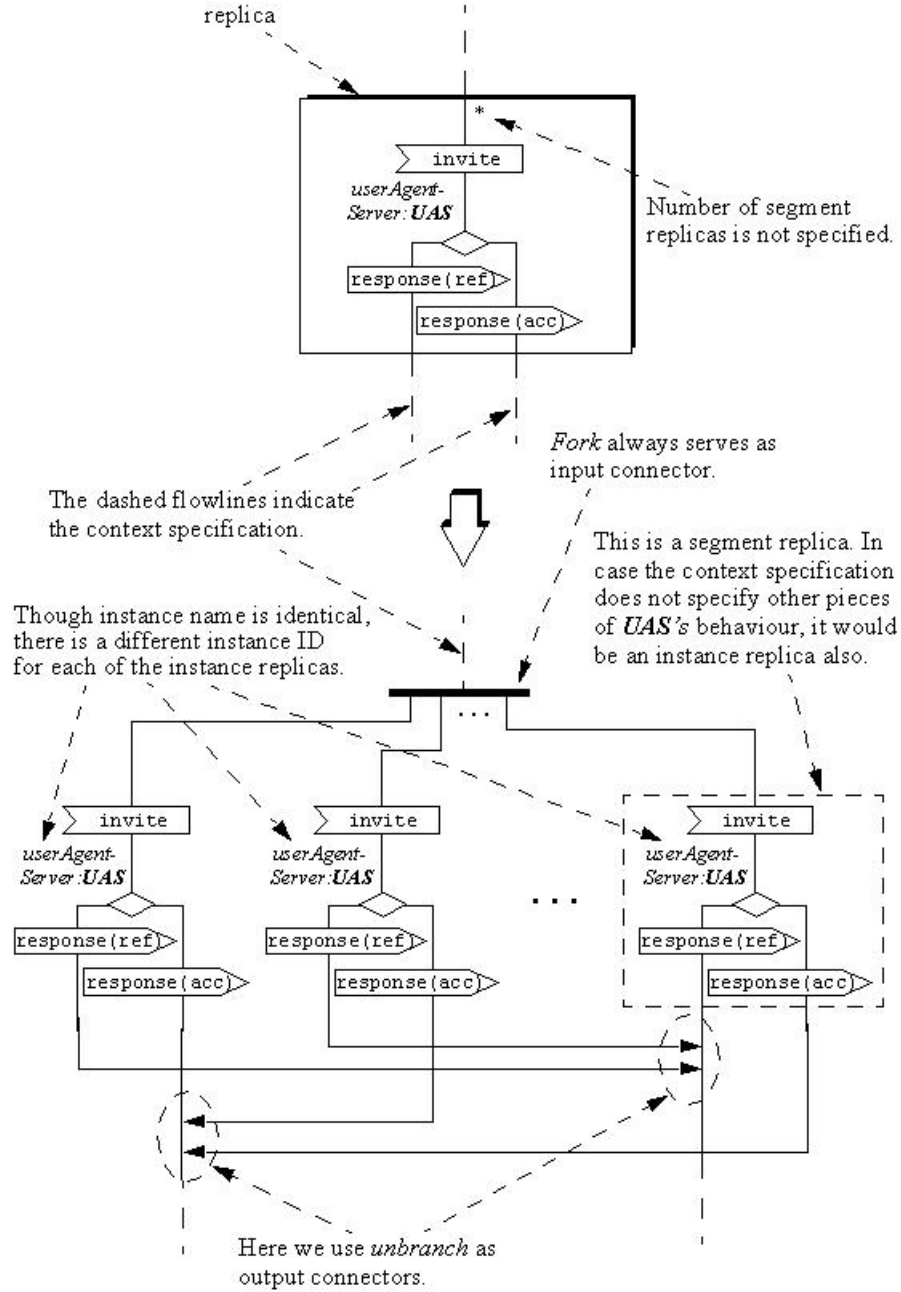 replica
*
invite
userAgent-
Server: UAS
Number of segment
replicas is not specified.
response(ref)
response(acc)
Fork always serves as
input connector.
The dashed flowlines indicate
the context specification.
This is a segment replica. In
case the context specification
does not specify other pieces
of UAS's behaviour, it would
be an instance replica also.
Though instance name is identical,
there is a different instance ID
for each of the instance replicas.
...
invite
invite
invite
userAgent-
Server:UAS
userAgent-
Server:UAS
userAgent-
Server:UAS
...
response(ref)
response(ref)
response(ref)
response(acc)
response(acc)
response(acc)
Here we use unbranch as
output connectors.